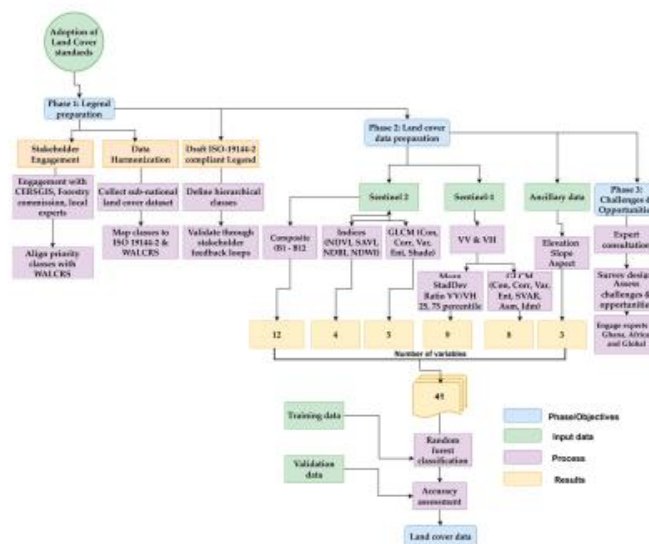 Adoption of
Land Cover
standards
Phase 1: Legend
preparation
Phase 2: Land cover
data preparation
Stakeholder
Engagement
Data
Harmonization
Draft ISO-19144-2
compliant Legend
Sentinel 2
Sentinel-1
Ancillary data
Phase 3:
Challenges &
Opportunities
Engagement with
CERSGIS, Forestry
commission, local
experts
Collect sub-national
land cover dataset
Define hierarchical
classes
Map classes to
ISO 19144-2 &
WALCRS
Validate through
stakeholder
feedback loops
Align priority
classes with
WALCRS
Composite
(B1 - B12
Indices
(NDVI, SAVI,
NDBI, NDWI)
GLCM (Con,
Corr, Var,
Ent, Shade)
VV & VH
StadDev
Ratio VV/VH
25, 75 percentile
GLCM
(Con, Corr, Var,
Ent, SVAR,
Asm, Idm)
Elevation
Slope
Aspect
Expert
consultation
Survey design
Assess
challenges &
opportunities
Engage experts
Ghana, Africa
and Global
12
4
5
9
8
3
Number of variables
41
Training data
Random
forest
classification
Validation
data
Accuracy
assessment
Land cover data
Phase/Objectives
Input data
Process
Results